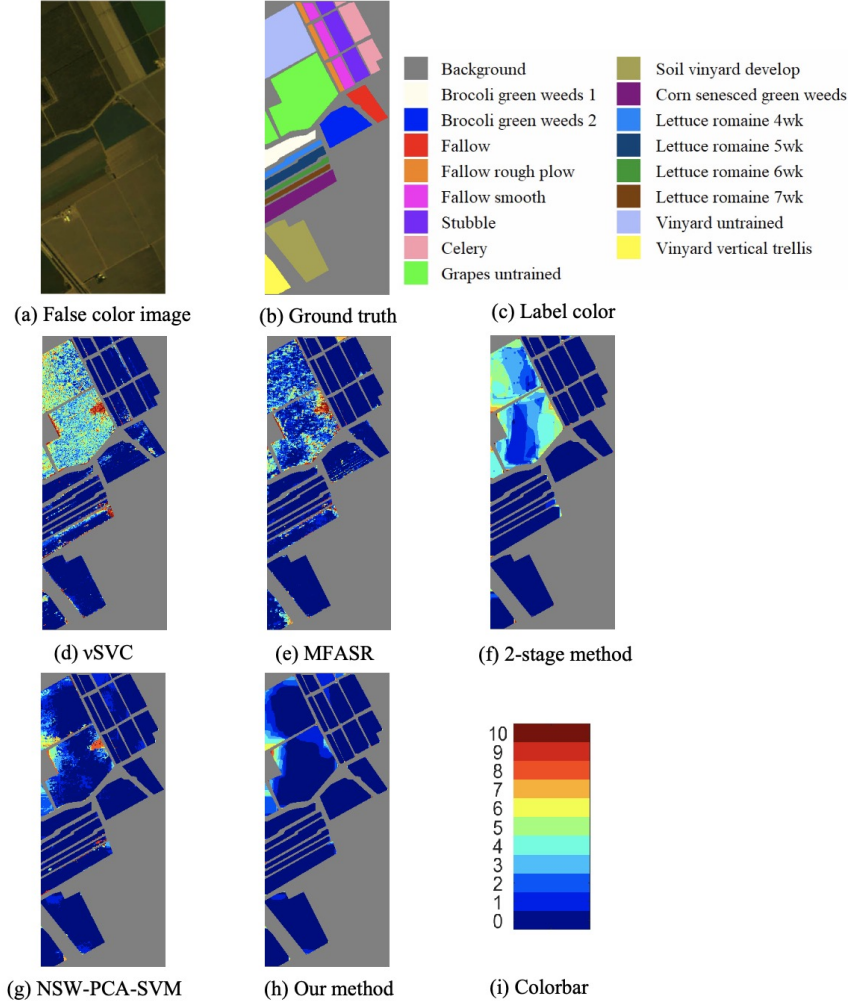 Background
Brocoli green weeds 1
Brocoli green weeds 2
Fallow
Fallow rough plow
Fallow smooth
Stubble
Celery
Grapes untrained
Soil vinyard develop
Corn senesced green weeds
Lettuce romaine 4wk
Lettuce romaine 5wk
Lettuce romaine 6wk
Lettuce romaine 7wk
Vinyard untrained
Vinyard vertical trellis
(a) False color image
(b) Ground truth
(c) Label color
(d) νSVC
(e) MFASR
(f) 2-stage method
10
9
8
7
6
5
4
3
2
1
0
(g) NSW-PCA-SVM
(h) Our method
(i) Colorbar